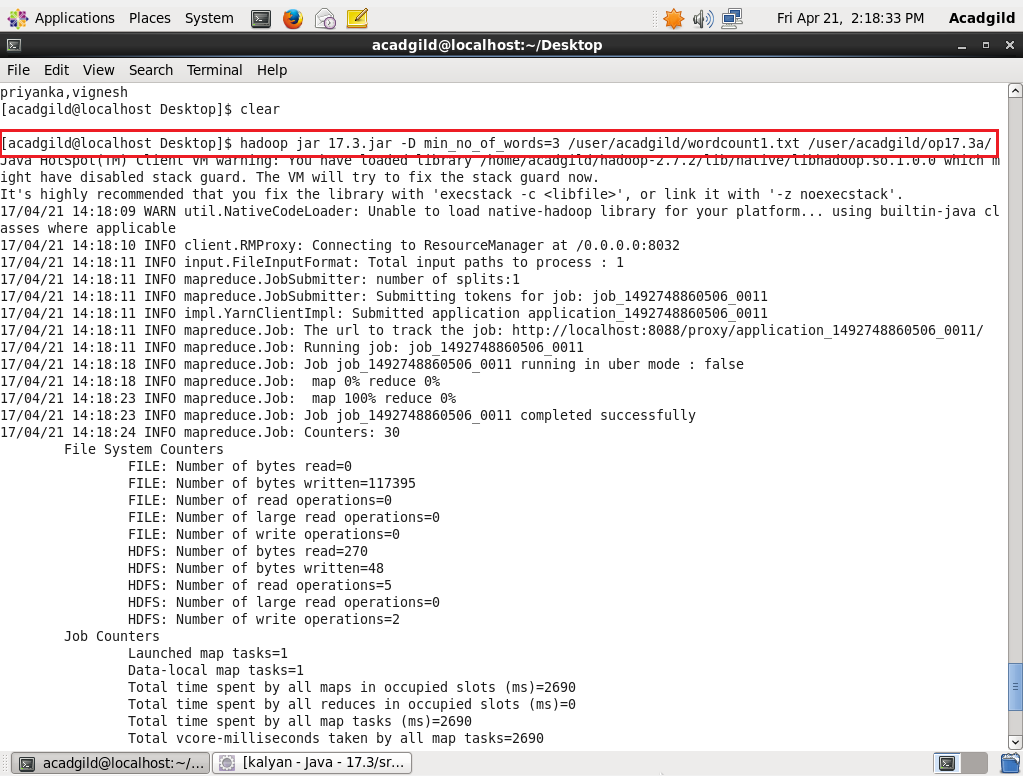 Applications Places System
Fri Apr 21, 2:18:33 PM Acadgild
acadgild@localhost:~/Desktop
File Edit View Search Terminal Help
priyanka,vignesh
[acadgild@localhost Desktop]$ clear
[acadgild@localhost Desktop]$ hadoop jar 17.3.jar -D min_no_of_words=3 /user/acadgild/wordcount1.txt /user/acadgild/op17.3a/
Java HotSpot(TM) Client VM warning: You have loaded library /home/acadgild/hadoop-2.7.2/lib/native/libhadoop.so.1.0.0 which m
ight have disabled stack guard. The VM will try to fix the stack guard now.
It's highly recommended that you fix the library with 'execstack -c <libfile>', or link it with '-z noexecstack'.
17/04/21 14:18:09 WARN util.NativeCodeLoader: Unable to load native-hadoop library for your platform... using builtin-java cl
asses where applicable
17/04/21 14:18:10 INFO client.RMProxy: Connecting to ResourceManager at /0.0.0.0:8032
17/04/21 14:18:11 INFO input.FileInputFormat: Total input paths to process : 1
17/04/21 14:18:11 INFO mapreduce.JobSubmitter: number of splits:1
17/04/21 14:18:11 INFO mapreduce.JobSubmitter: Submitting tokens for job: job_1492748860506_0011
17/04/21 14:18:11 INFO impl.YarnClientImpl: Submitted application application_1492748860506_0011
17/04/21 14:18:11 INFO mapreduce.Job: The url to track the job: http://localhost:8088/proxy/application_1492748860506_0011/
17/04/21 14:18:11 INFO mapreduce.Job: Running job: job_1492748860506_0011
17/04/21 14:18:18 INFO mapreduce.Job: Job job_1492748860506_0011 running in uber mode : false
17/04/21 14:18:18 INFO mapreduce.Job:  map 0% reduce 0%
17/04/21 14:18:23 INFO mapreduce.Job:  map 100% reduce 0%
17/04/21 14:18:23 INFO mapreduce.Job: Job job_1492748860506_0011 completed successfully
17/04/21 14:18:24 INFO mapreduce.Job: Counters: 30
File System Counters
FILE: Number of bytes read=0
FILE: Number of bytes written=117395
FILE: Number of read operations=0
FILE: Number of large read operations=0
FILE: Number of write operations=0
HDFS: Number of bytes read=270
HDFS: Number of bytes written=48
HDFS: Number of read operations=5
HDFS: Number of large read operations=0
HDFS: Number of write operations=2
Job Counters
Launched map tasks=1
Data-local map tasks=1
Total time spent by all maps in occupied slots (ms)=2690
Total time spent by all reduces in occupied slots (ms)=0
Total time spent by all map tasks (ms)=2690
Total vcore-milliseconds taken by all map tasks=2690
acadgild@localhost:~/... [kalyan - Java - 17.3/sr...